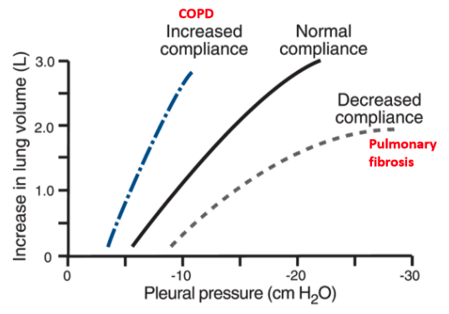 COPD
Increased
compliance
Normal
compliance
Decreased
compliance
Pulmonary
fibrosis
Increase in lung volume (L)
3.0
2.0
1.0
0
0
-10
-20
-30
Pleural pressure (cm H₂O)